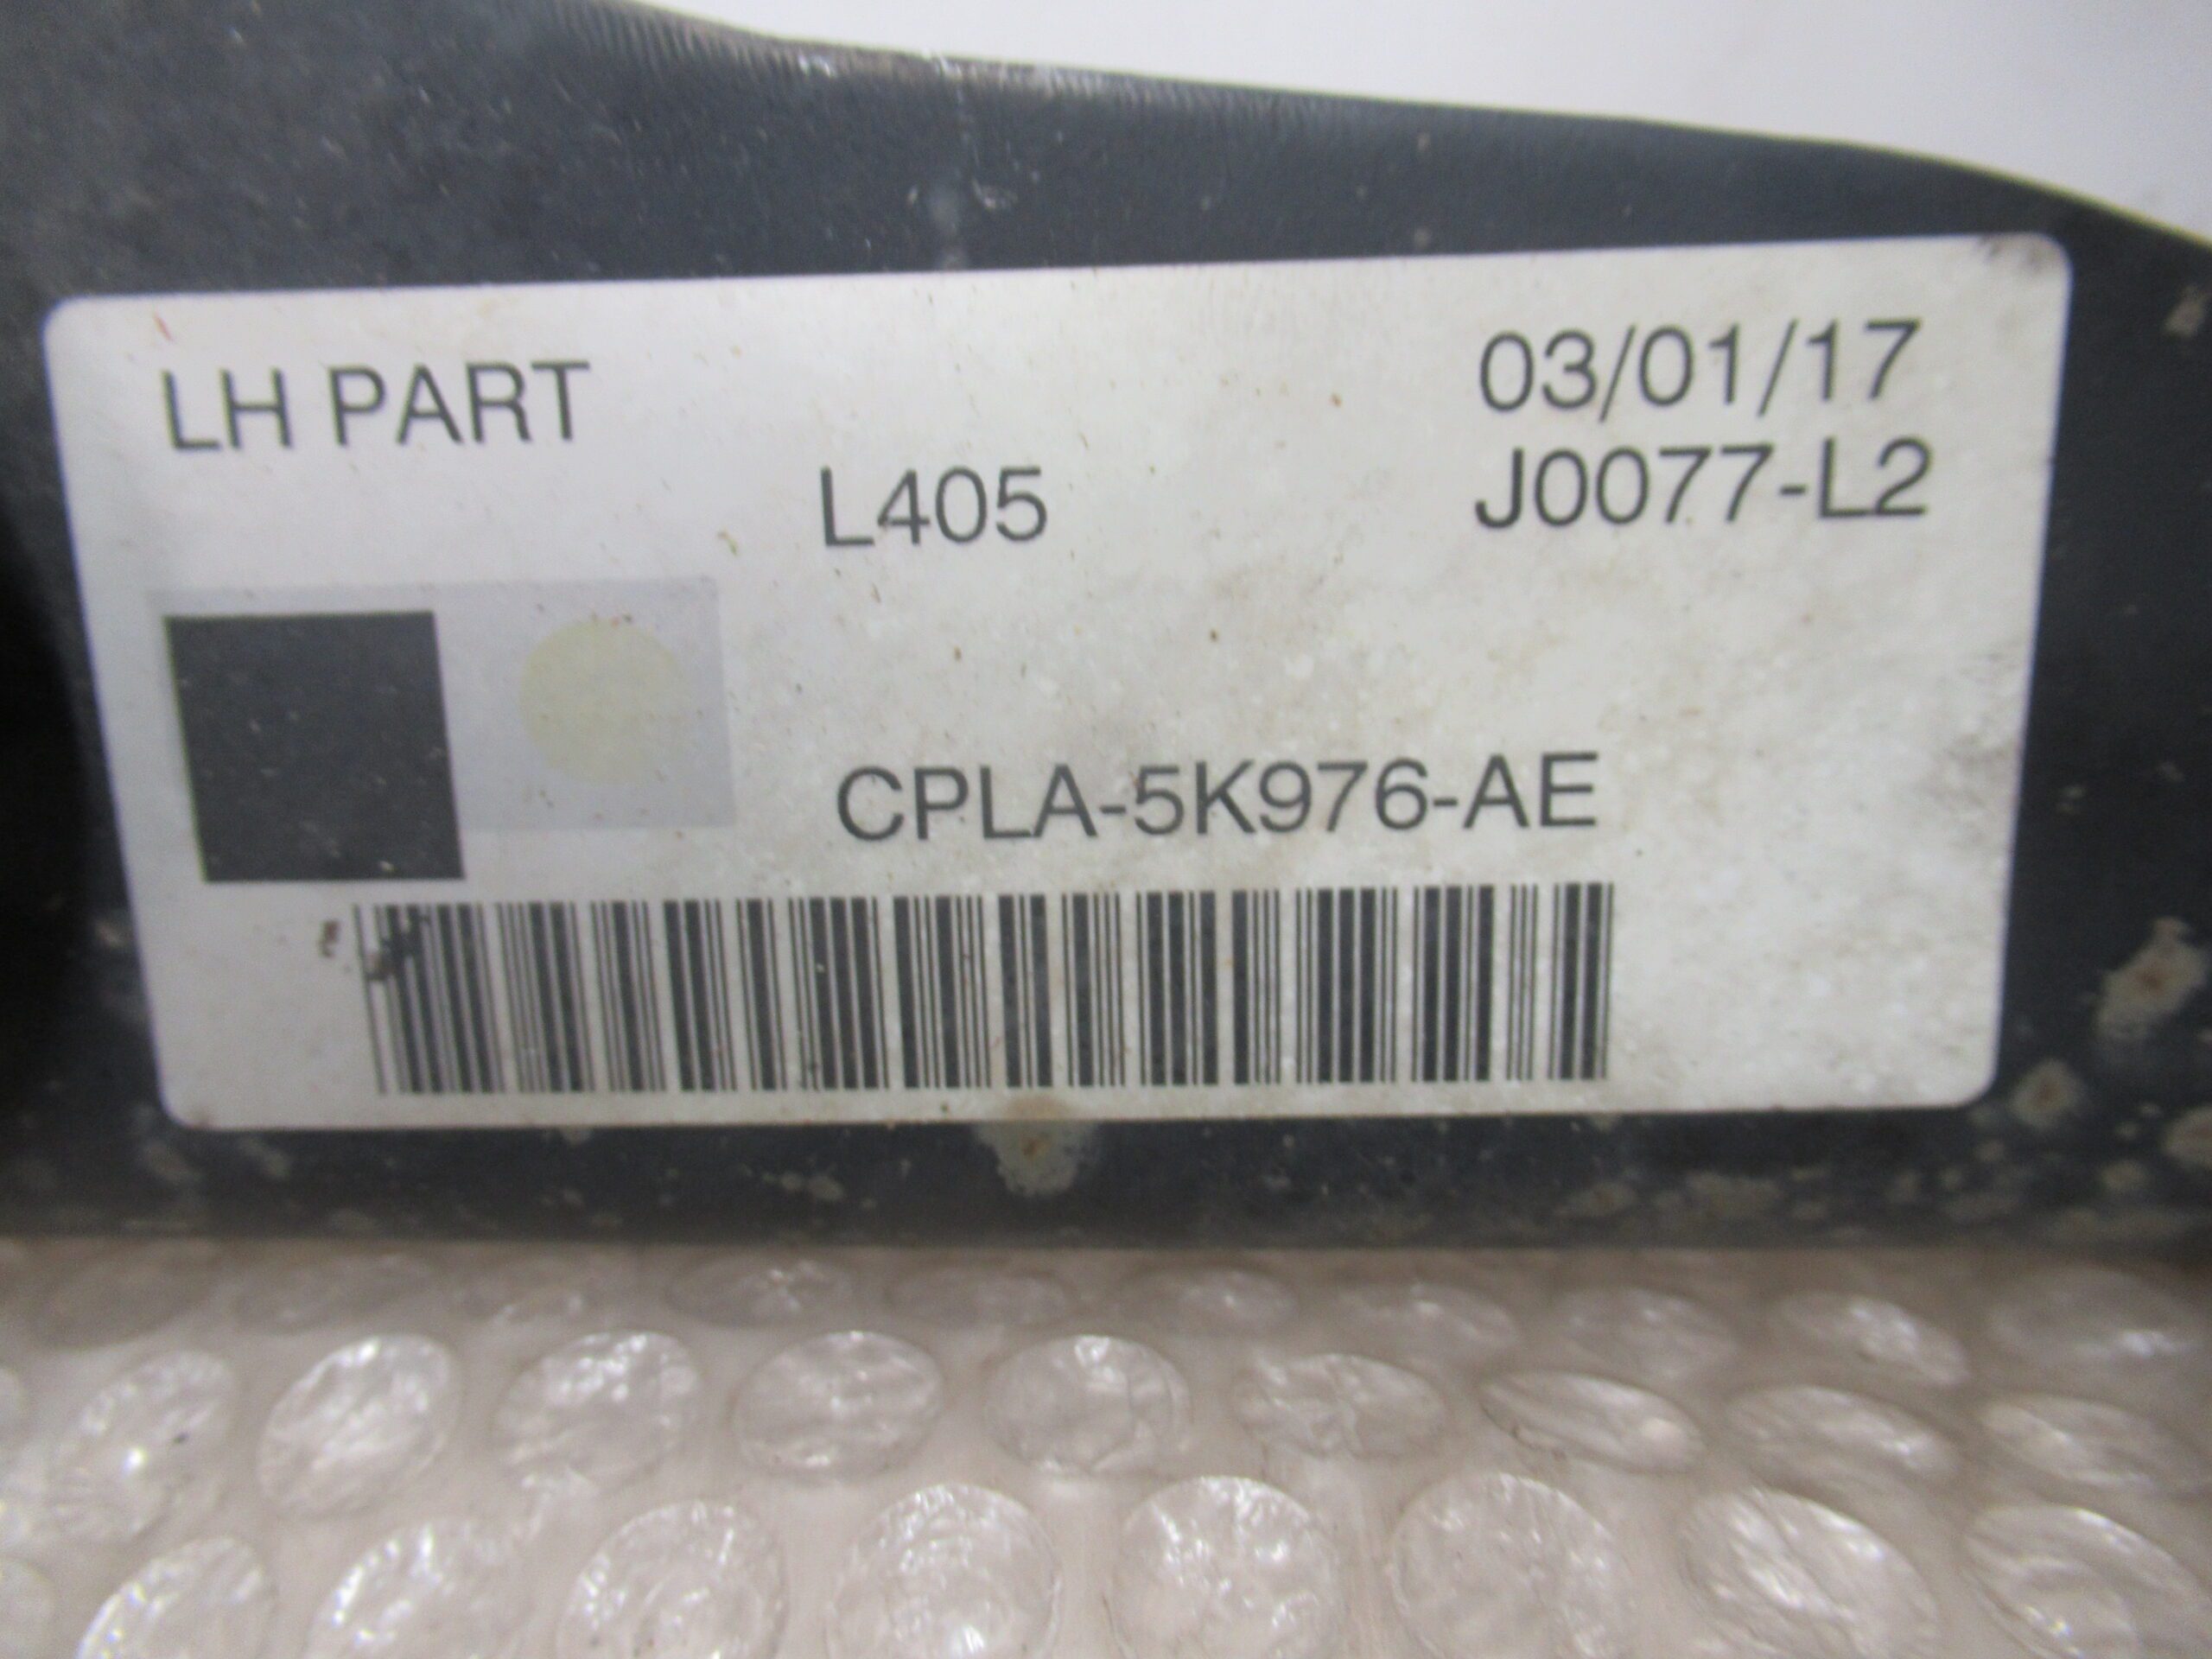 LH PART
03/01/17
L405
J0077-L2
CPLA-5K976-AE